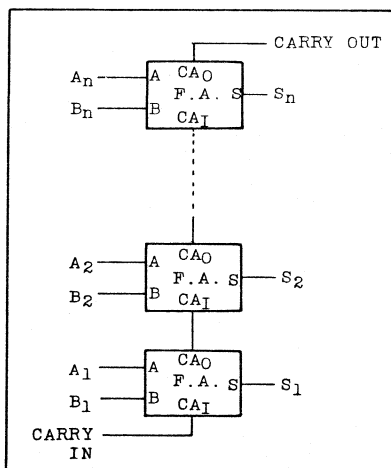 CARRY OUT
An A CAO
F.A. S Sn
Bn B CAI
A2 A CAO
F.A. S S2
B2 B CAI
A1 A CAO
F.A. S S1
B1 B CAI
CARRY
IN